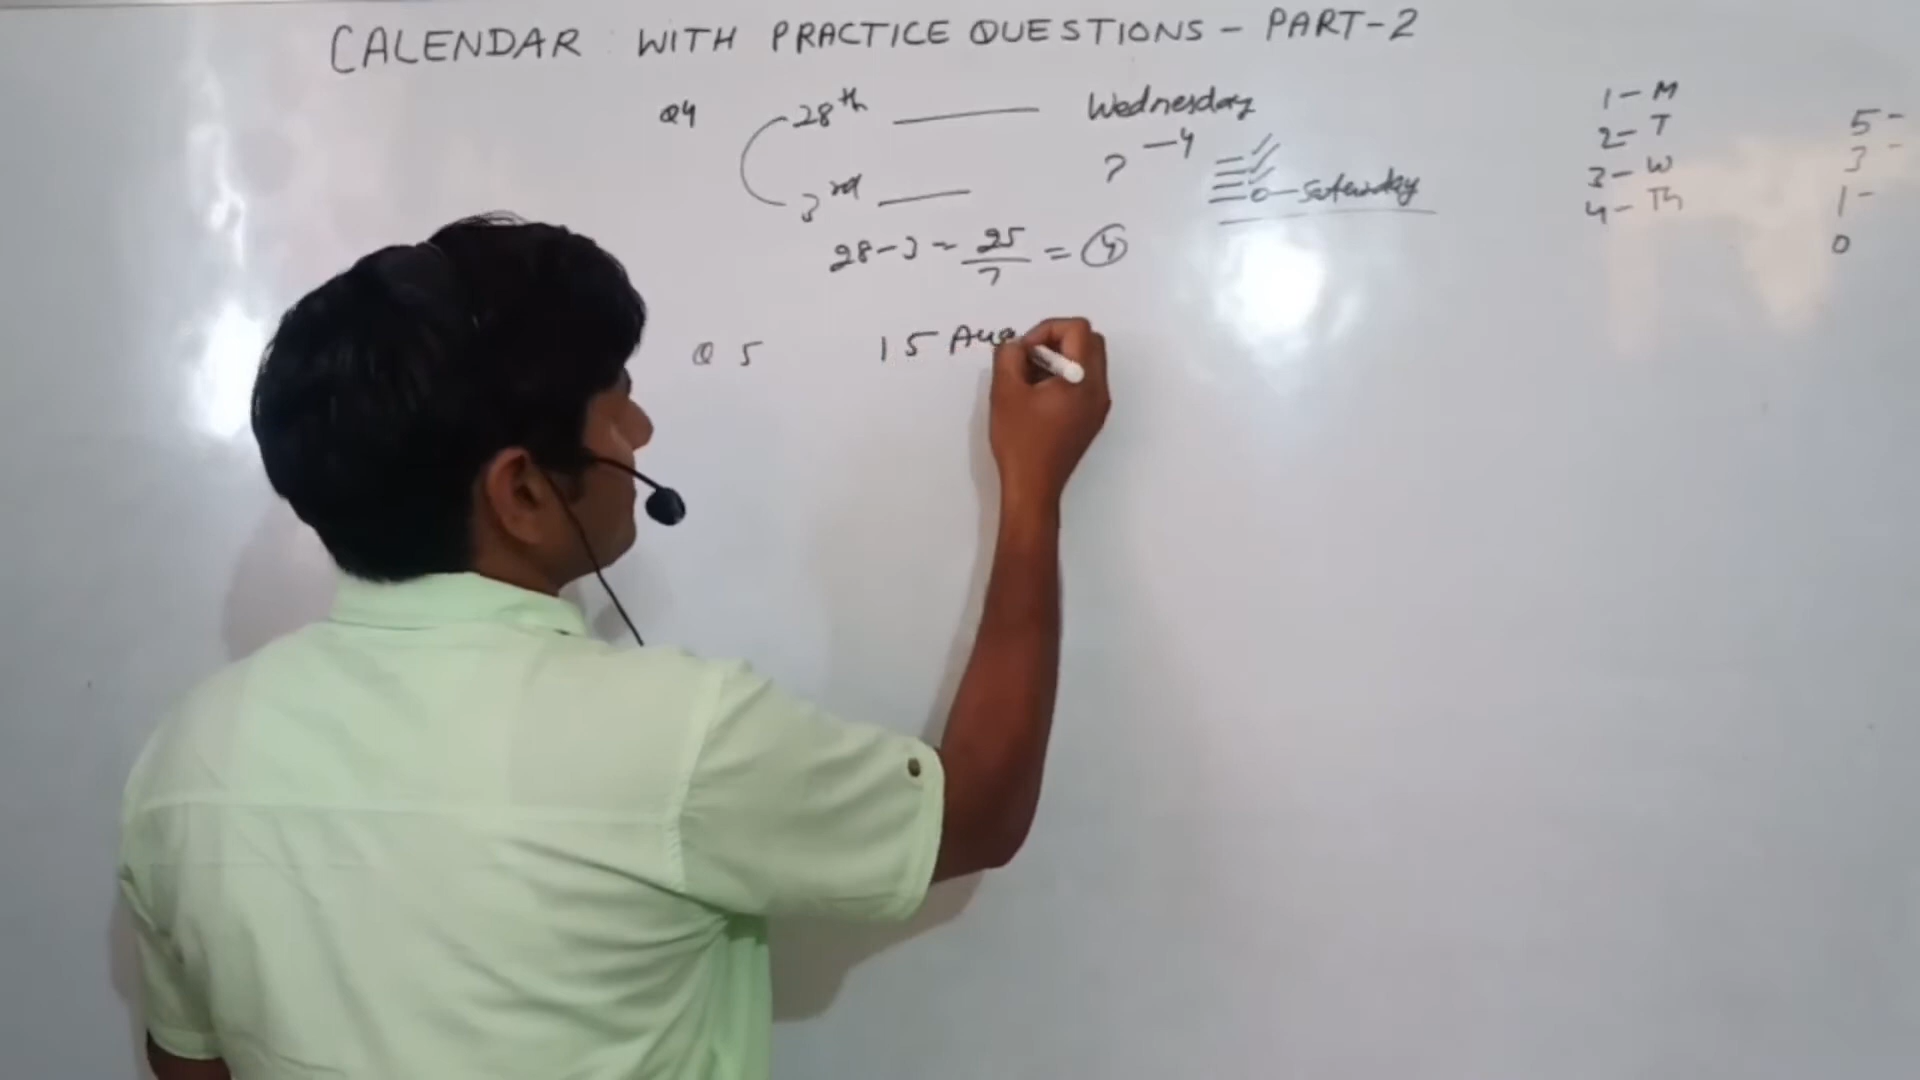 CALENDAR WITH PRACTICE QUESTIONS - PART-2
Q4 28th Wednesday
3rd ? -4
0-Saturday
28-3 = 25/7 = 4
Q 5 15 Aug
1 - M
2 - T
3 - W
4 - Th
5 -
3 -
1 -
0